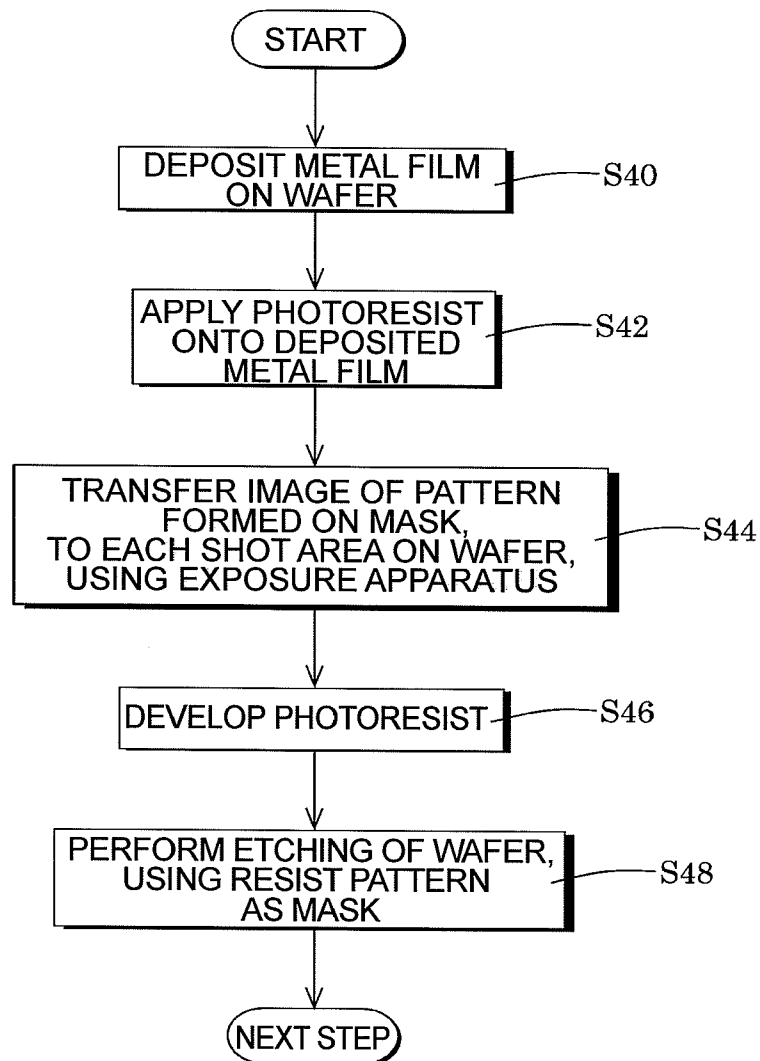 START
DEPOSIT METAL FILM
ON WAFER
S40
APPLY PHOTORESIST
ONTO DEPOSITED
METAL FILM
S42
TRANSFER IMAGE OF PATTERN
FORMED ON MASK,
TO EACH SHOT AREA ON WAFER,
USING EXPOSURE APPARATUS
S44
DEVELOP PHOTORESIST
S46
PERFORM ETCHING OF WAFER,
USING RESIST PATTERN
AS MASK
S48
NEXT STEP